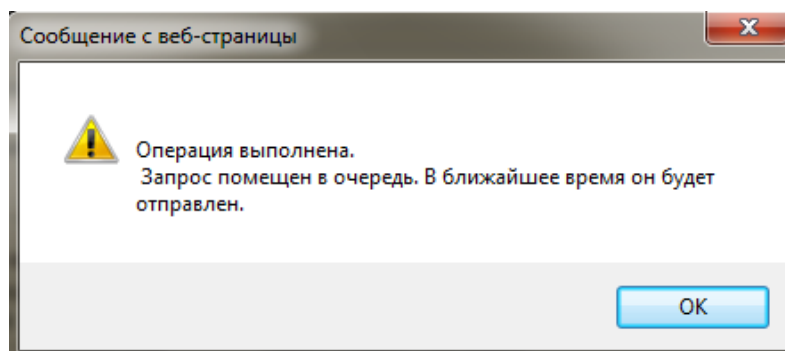 Сообщение с веб-страницы
Операция выполнена.
Запрос помещен в очередь. В ближайшее время он будет
отправлен.
OK